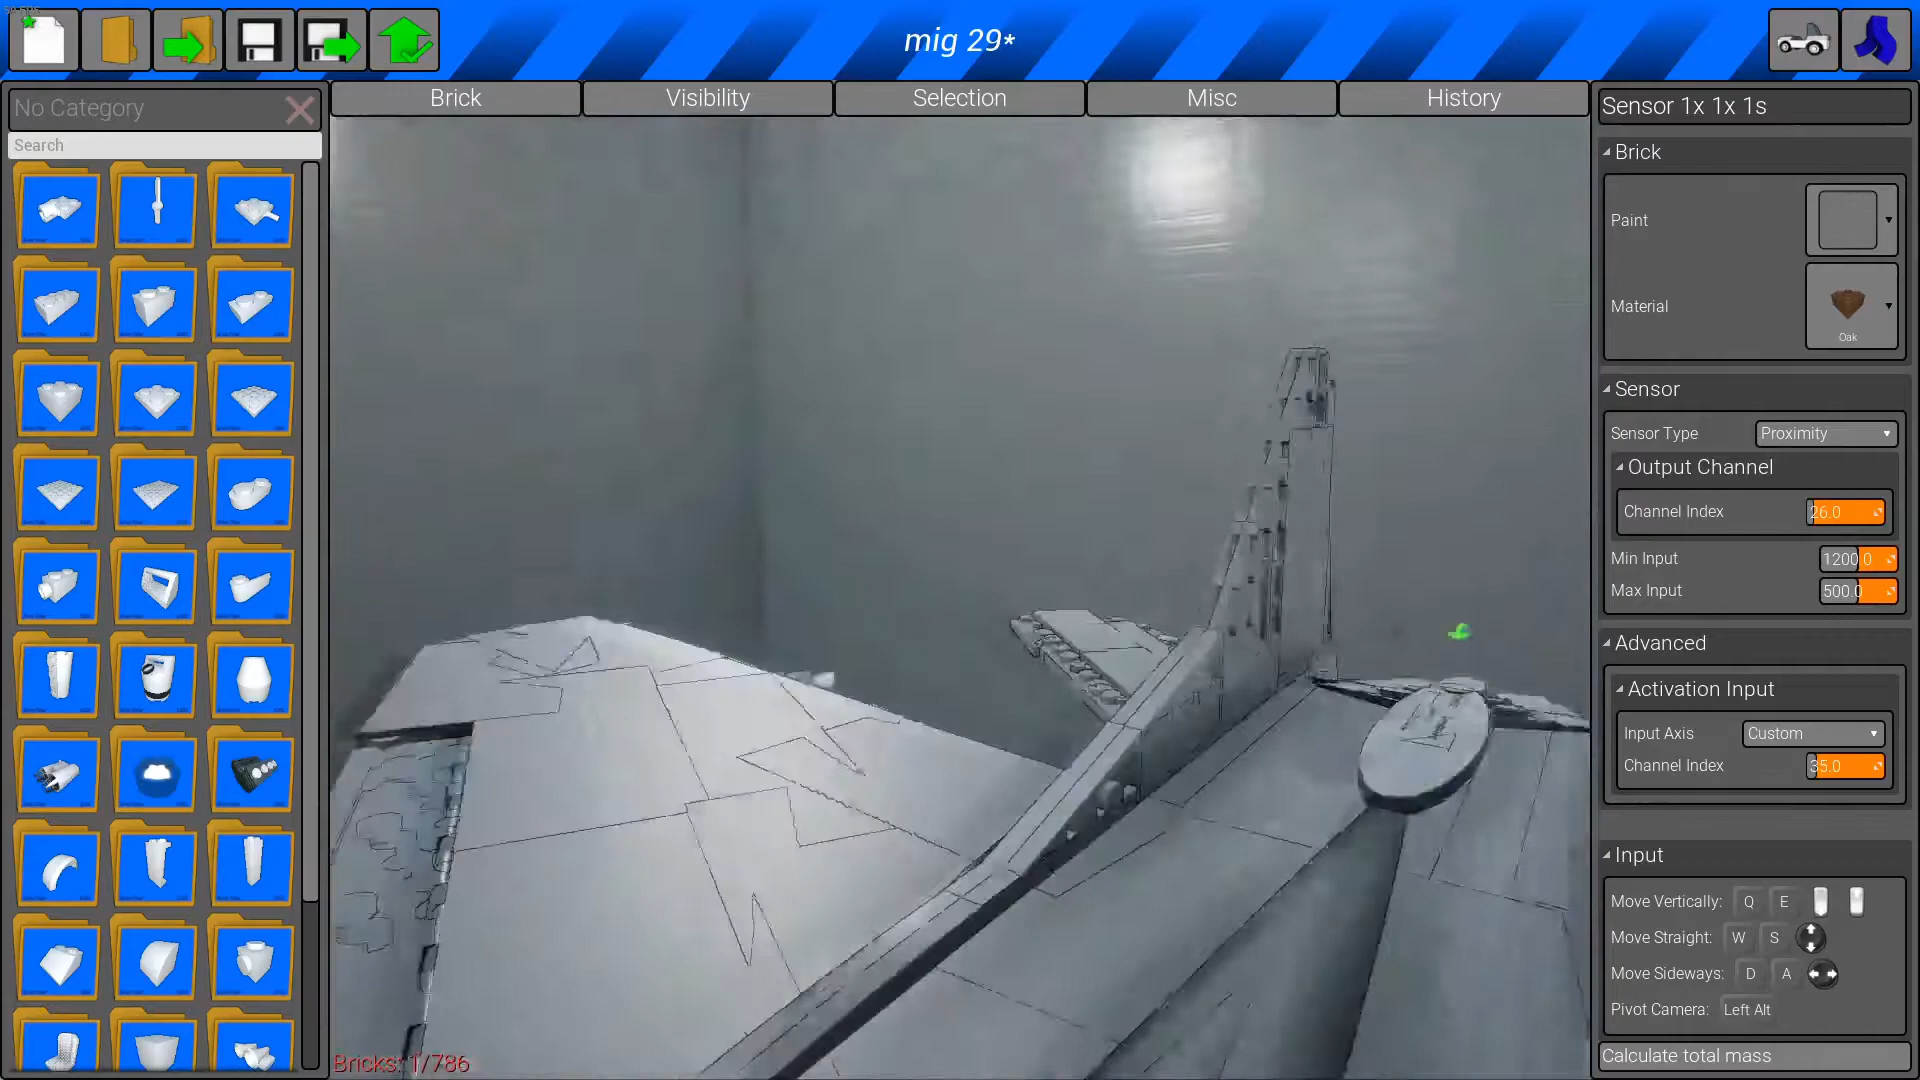 mig 29*
No Category
Search
Brick
Visibility
Selection
Misc
History
Bricks: 1/786
Sensor 1x 1x 1s
Brick
Paint
Material
Oak
Sensor
Sensor Type Proximity
Output Channel
Channel Index 26.0
Min Input 1200.0
Max Input 500.0
Advanced
Activation Input
Input Axis Custom
Channel Index 35.0
Input
Move Vertically: Q E
Move Straight: W S
Move Sideways: D A
Pivot Camera: Left Alt
Calculate total mass